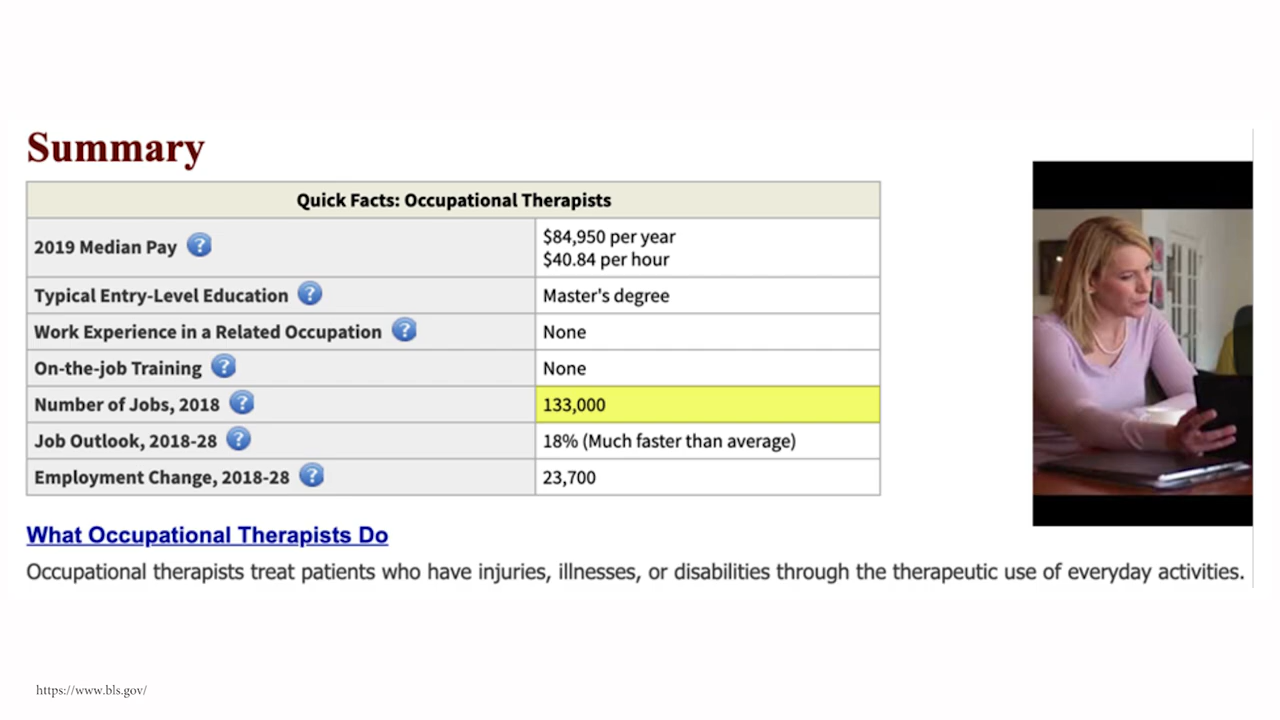 Summary
Quick Facts: Occupational Therapists
2019 Median Pay ?
$84,950 per year
$40.84 per hour
Typical Entry-Level Education ?
Master's degree
Work Experience in a Related Occupation ?
None
On-the-job Training ?
None
Number of Jobs, 2018 ?
133,000
Job Outlook, 2018-28 ?
18% (Much faster than average)
Employment Change, 2018-28 ?
23,700
What Occupational Therapists Do
Occupational therapists treat patients who have injuries, illnesses, or disabilities through the therapeutic use of everyday activities.
https://www.bls.gov/